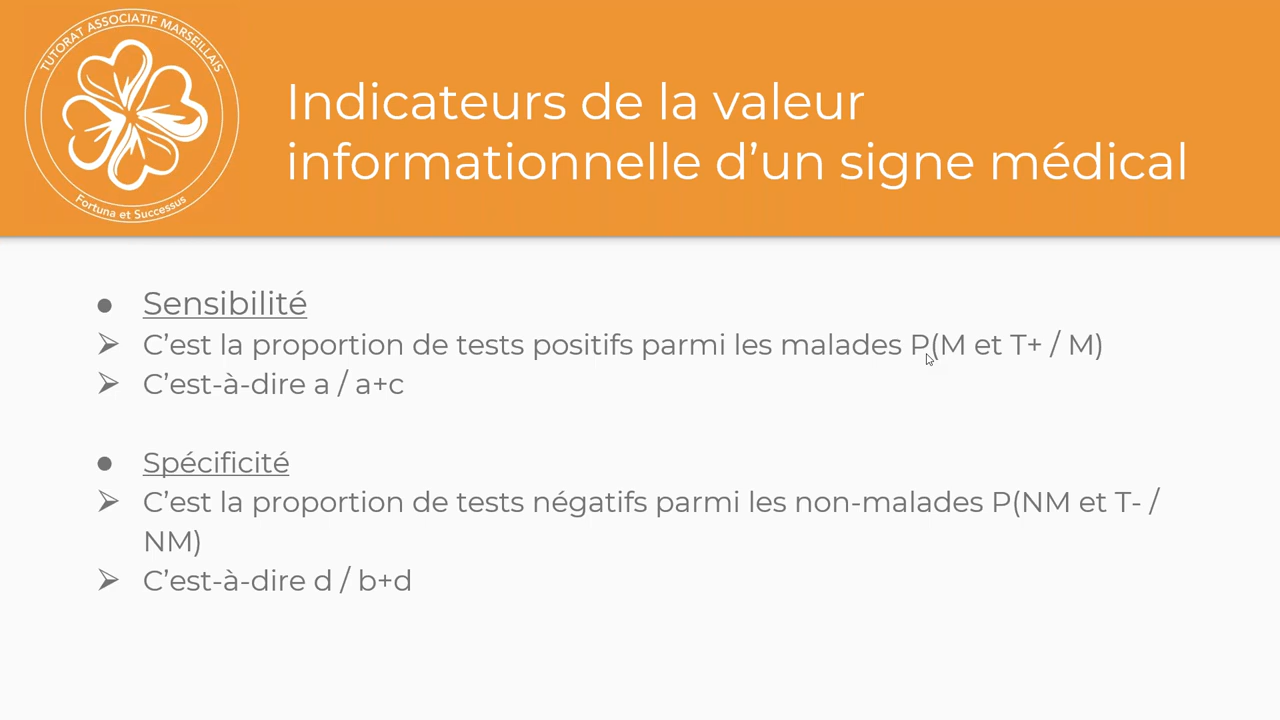 TUTORAT ASSOCIATIF MARSEILLAIS
Fortuna et Successus
Indicateurs de la valeur
informationnelle d’un signe médical
● Sensibilité
➢ C’est la proportion de tests positifs parmi les malades P(M et T+ / M)
➢ C’est-à-dire a / a+c
● Spécificité
➢ C’est la proportion de tests négatifs parmi les non-malades P(NM et T- /
NM)
➢ C’est-à-dire d / b+d